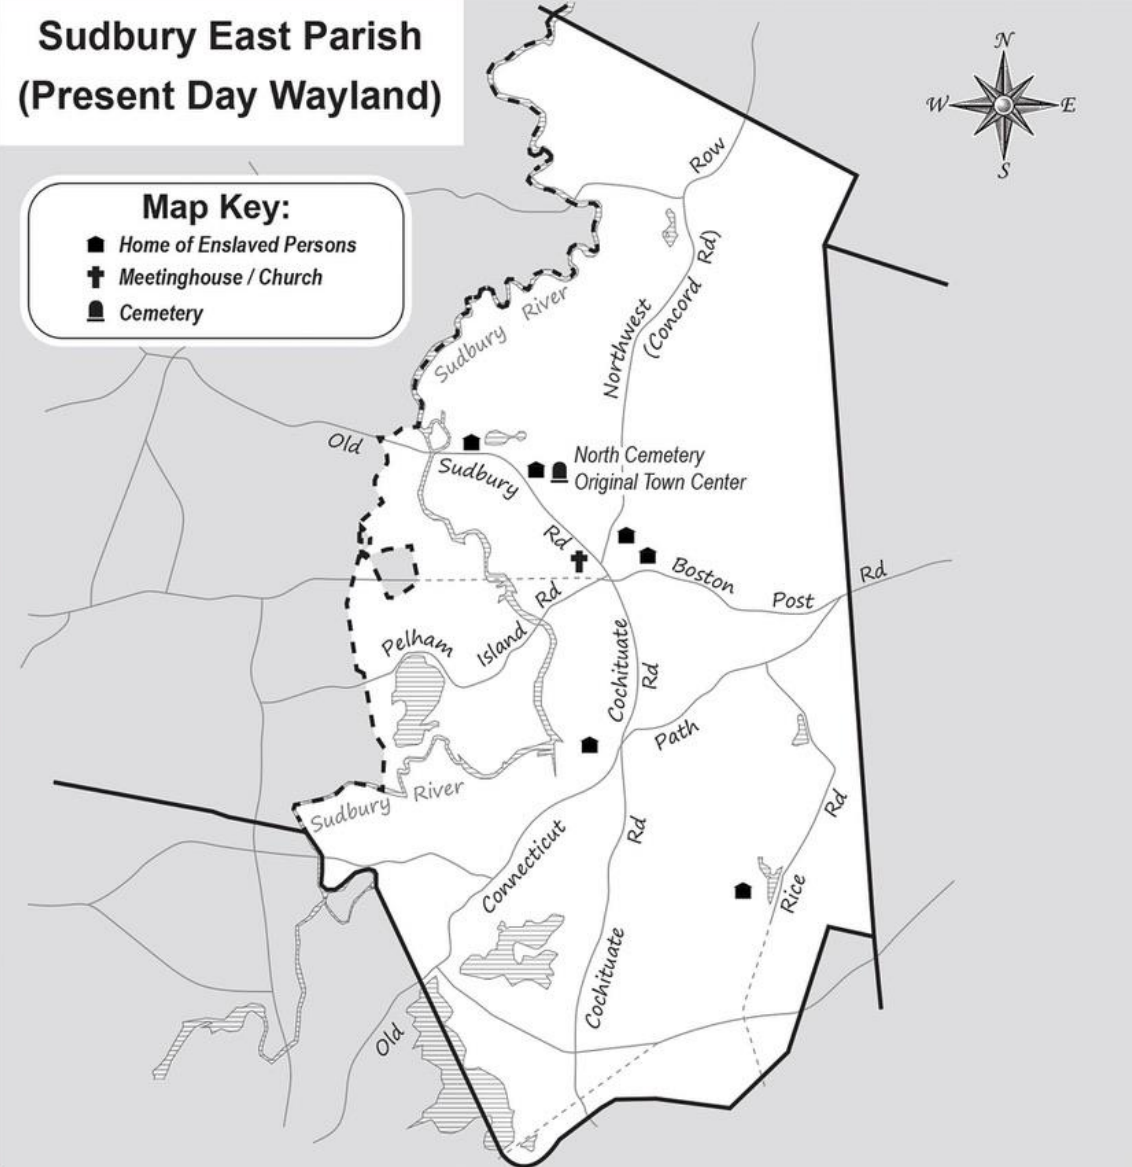 Sudbury East Parish
(Present Day Wayland)
N
W
E
S
Map Key:
Home of Enslaved Persons
Meetinghouse / Church
Cemetery
Row
Northwest
(Concord Rd)
Sudbury River
Old
Sudbury
Rd
North Cemetery
Original Town Center
Boston
Post
Rd
Pelham
Island
Rd
Cochituate
Rd
Path
Sudbury River
Connecticut
Rd
Rd
Rice
Cochituate
Old